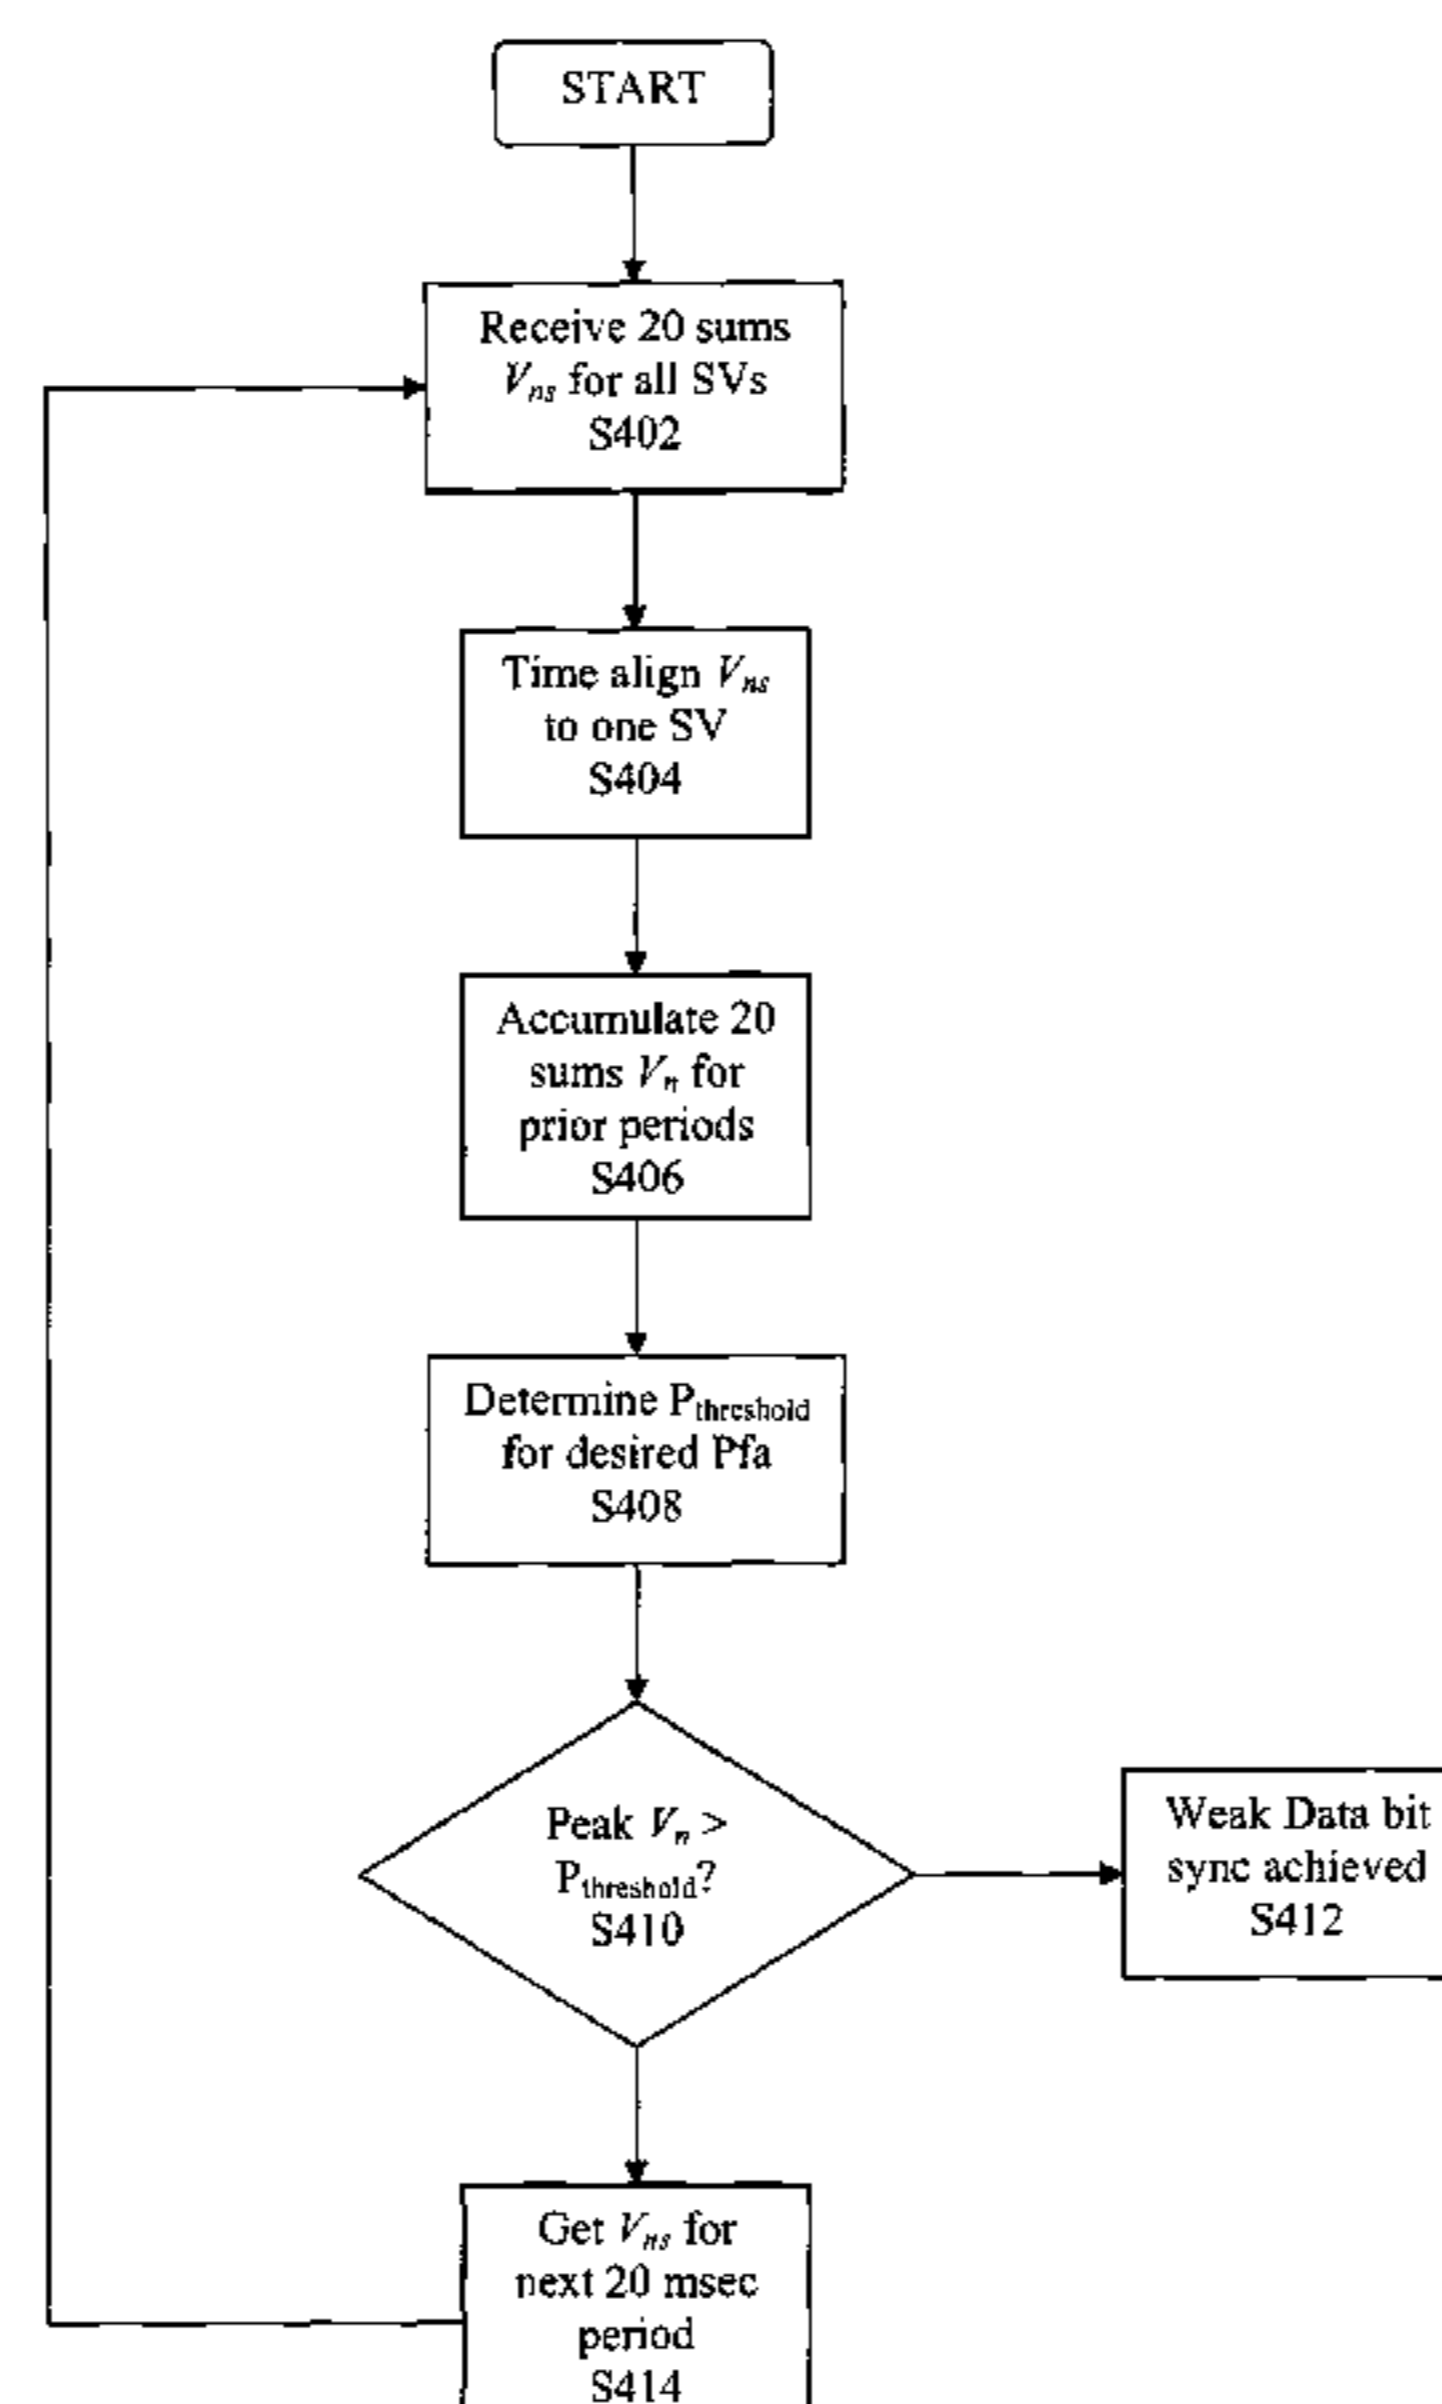 START
Receive 20 sums
Vns for all SVs
S402
Time align Vns
to one SV
S404
Accumulate 20
sums Vn for
prior periods
S406
Determine Pthreshold
for desired Pfa
S408
Peak Vn >
Pthreshold?
S410
Weak Data bit
sync achieved
S412
Get Vns for
next 20 msec
period
S414